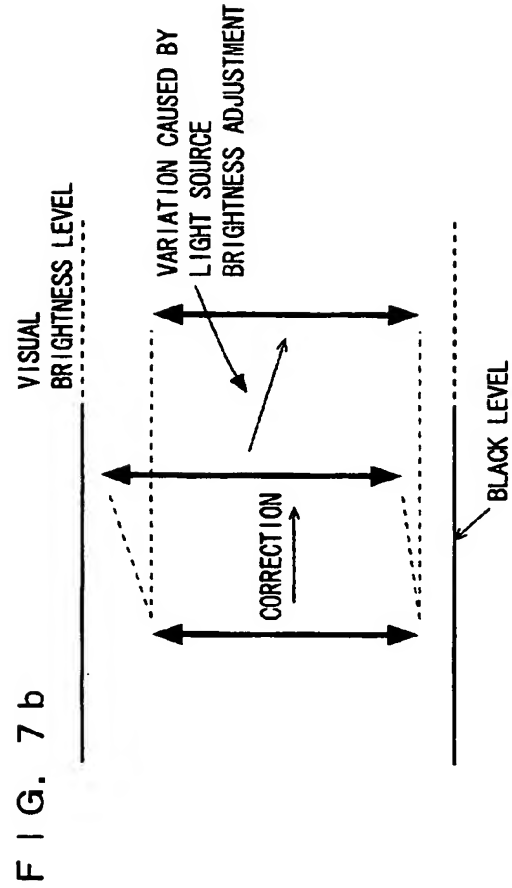 F I G. 7 b
VISUAL
BRIGHTNESS LEVEL
VARIATION CAUSED BY
LIGHT SOURCE
BRIGHTNESS ADJUSTMENT
CORRECTION
BLACK LEVEL